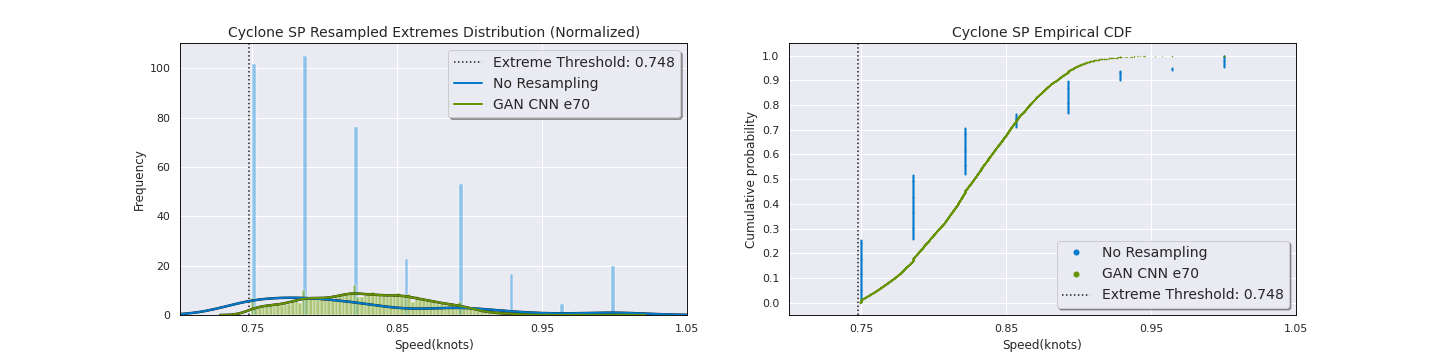 Cyclone SP Resampled Extremes Distribution (Normalized)
Frequency
100
80
60
40
20
0
Extreme Threshold: 0.748
No Resampling
GAN CNN e70
0.75
0.85
0.95
1.05
Speed(knots)
Cyclone SP Empirical CDF
Cumulative probability
1.0
0.9
0.8
0.7
0.6
0.5
0.4
0.3
0.2
0.1
0.0
No Resampling
GAN CNN e70
Extreme Threshold: 0.748
0.75
0.85
0.95
1.05
Speed(knots)